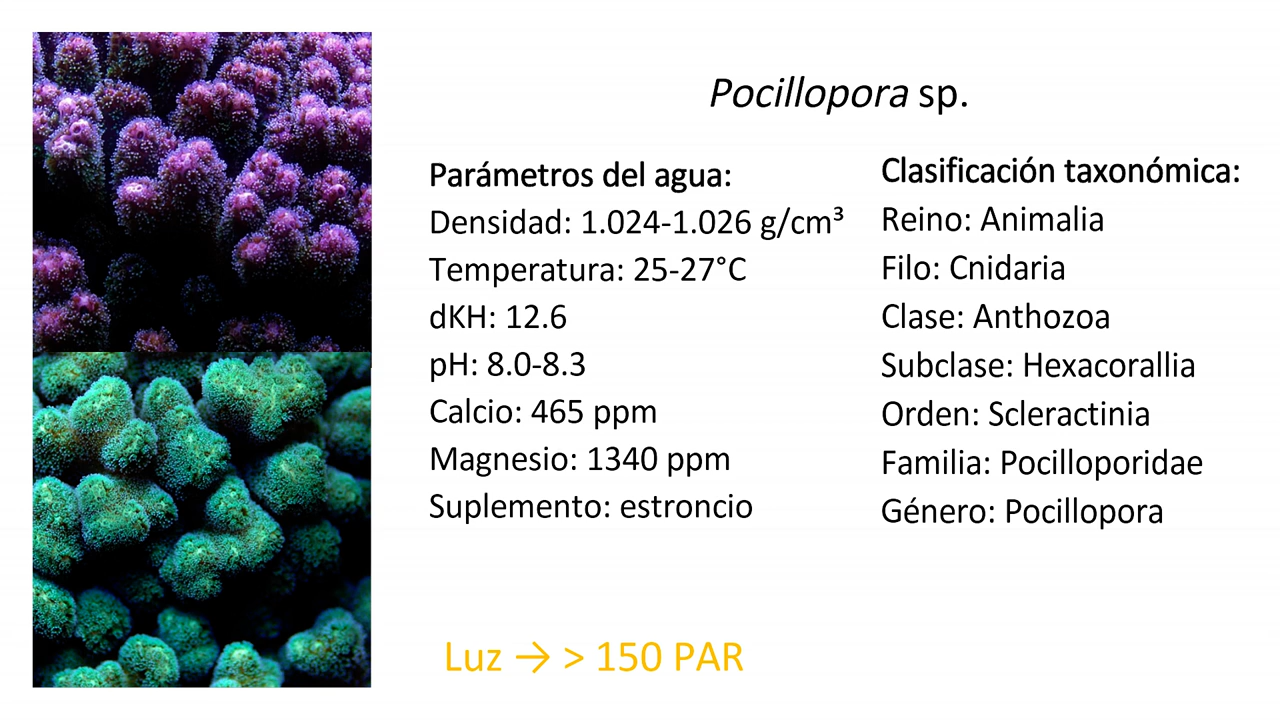 Pocillopora sp.
Parámetros del agua:
Densidad: 1.024-1.026 g/cm³
Temperatura: 25-27°C
dKH: 12.6
pH: 8.0-8.3
Calcio: 465 ppm
Magnesio: 1340 ppm
Suplemento: estroncio
Clasificación taxonómica:
Reino: Animalia
Filo: Cnidaria
Clase: Anthozoa
Subclase: Hexacorallia
Orden: Scleractinia
Familia: Pocilloporidae
Género: Pocillopora
Luz → > 150 PAR